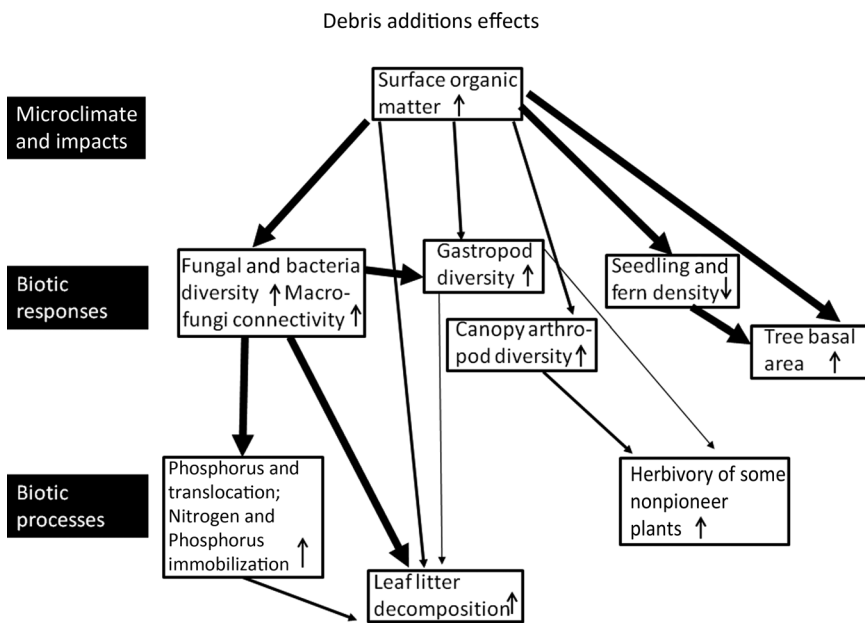 Debris additions effects
Surface organic
matter ↑
Microclimate
and impacts
Biotic
responses
Fungal and bacteria
diversity ↑ Macro-
fungi connectivity ↑
Gastropod
diversity ↑
Seedling and
fern density↓
Canopy arthro-
pod diversity↑
Tree basal
area ↑
Biotic
processes
Phosphorus and
translocation;
Nitrogen and
Phosphorus
immobilization ↑
Herbivory of some
nonpioneer
plants ↑
Leaf litter
decomposition↑